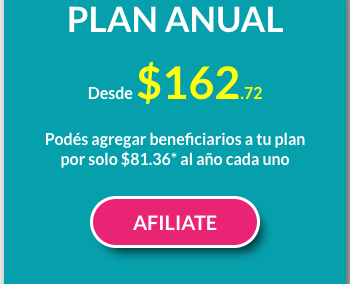 PLAN ANUAL
Desde $162.72
Podés agregar beneficiarios a tu plan
por solo $81.36* al año cada uno
AFILIATE